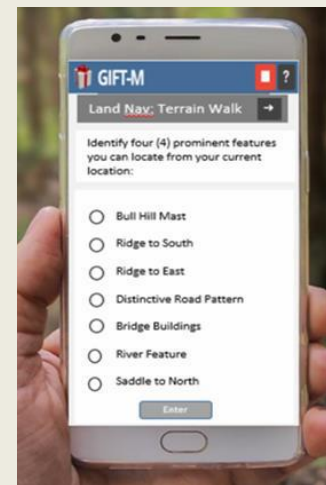 GIFT-M
?
Land Nav: Terrain Walk
Identify four (4) prominent features
you can locate from your current
location:
Bull Hill Mast
Ridge to South
Ridge to East
Distinctive Road Pattern
Bridge Buildings
River Feature
Saddle to North
Enter